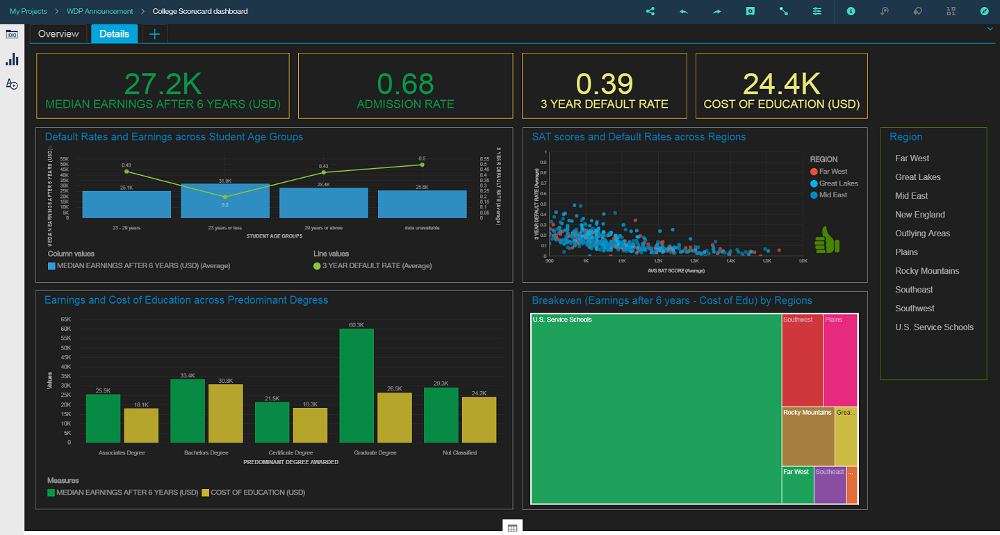 My Projects > WDP Announcement > College Scorecard dashboard
Overview
Details
27.2K
MEDIAN EARNINGS AFTER 6 YEARS (USD)
0.68
ADMISSION RATE
0.39
3 YEAR DEFAULT RATE
24.4K
COST OF EDUCATION (USD)
Default Rates and Earnings across Student Age Groups
MEDIAN EARNINGS AFTER 6 YEARS (USD)
55K
50K
45K
40K
35K
30K
25K
20K
15K
10K
5K
0
0.43
0.2
0.43
0.5
25.1K
31.9K
28.4K
25.6K
0.55
0.5
0.45
0.4
0.35
0.3
0.25
0.2
0.15
0.1
0.05
0
3 YEAR DEFAULT RATE (Average)
23 - 29 years
23 years or less
29 years or above
data unavailable
STUDENT AGE GROUPS
Column values
MEDIAN EARNINGS AFTER 6 YEARS (USD) (Average)
Line values
3 YEAR DEFAULT RATE (Average)
SAT scores and Default Rates across Regions
3 YEAR DEFAULT RATE (Average)
1
0.9
0.8
0.7
0.6
0.5
0.4
0.3
0.2
0.1
0
900
1K
1.1K
1.2K
1.3K
1.4K
1.5K
1.6K
AVG SAT SCORE (Average)
REGION
Far West
Great Lakes
Mid East
Region
Far West
Great Lakes
Mid East
New England
Outlying Areas
Plains
Rocky Mountains
Southeast
Southwest
U.S. Service Schools
Earnings and Cost of Education across Predominant Degress
Values
65K
60K
55K
50K
45K
40K
35K
30K
25K
20K
15K
10K
5K
0
25.5K
18.1K
33.4K
30.8K
21.5K
18.3K
60.3K
26.5K
29.3K
24.2K
Associates Degree
Bachelors Degree
Certificate Degree
Graduate Degree
Not Classified
PREDOMINANT DEGREE AWARDED
Measures
MEDIAN EARNINGS AFTER 6 YEARS (USD)
COST OF EDUCATION (USD)
Breakeven (Earnings after 6 years - Cost of Edu) by Regions
U.S. Service Schools
Southwest
Plains
Rocky Mountains
Grea...
Far West
Southeast
...